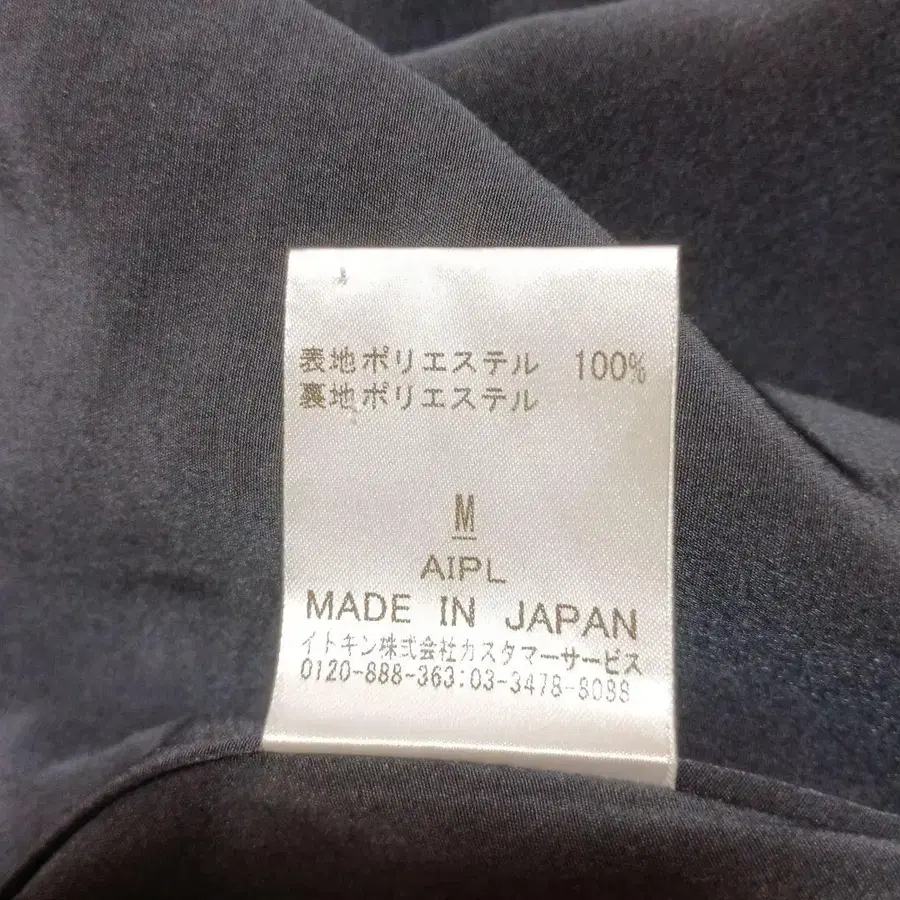 表地ポリエステル 100%
裏地ポリエステル
M
AIPL
MADE IN JAPAN
イトキン株式会社カスタマーサービス
0120-888-363:03-3478-8088